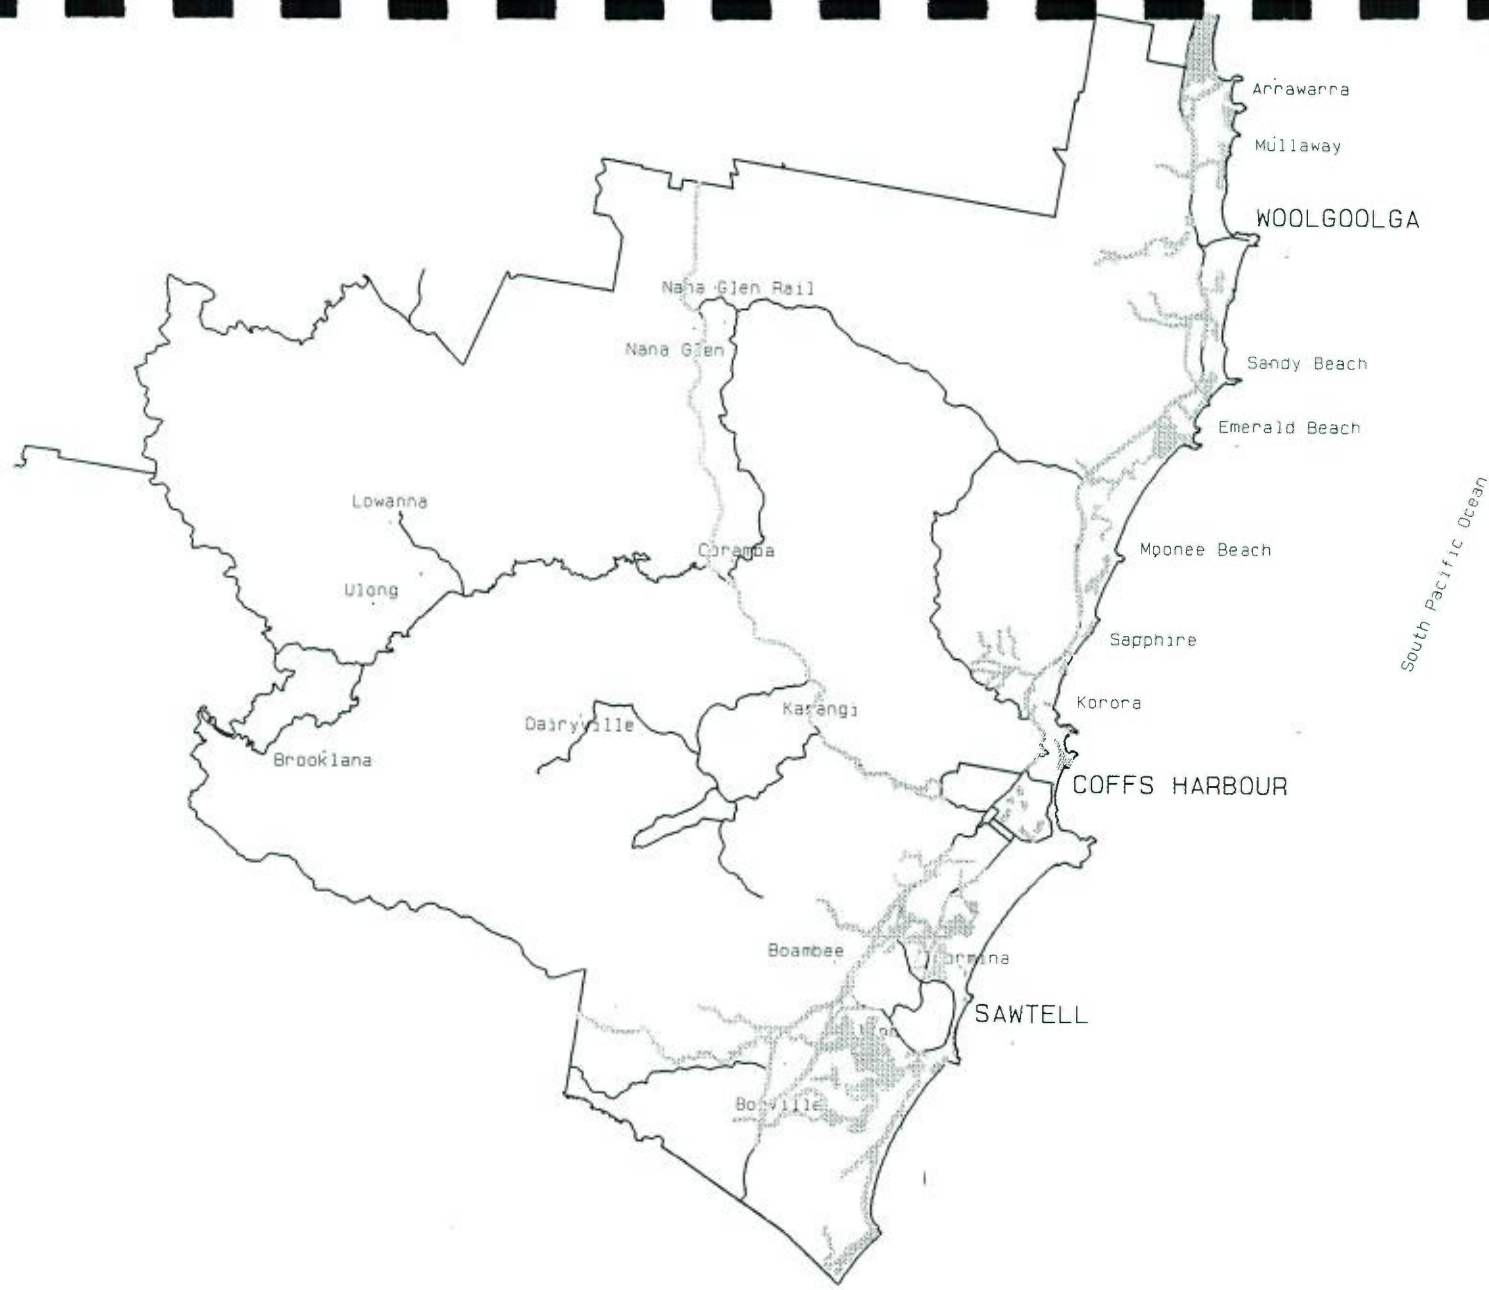 Arrawarra
Mullaway
WOOLGOOLGA
Nana Glen Rail
Nana Glen
Sandy Beach
Emerald Beach
Lowanna
Coramba
Moonee Beach
South Pacific Ocean
Ulong
Sapphire
Korora
Karangi
Dairyville
Brooklana
COFFS HARBOUR
Boambee
SAWTELL
Bonville